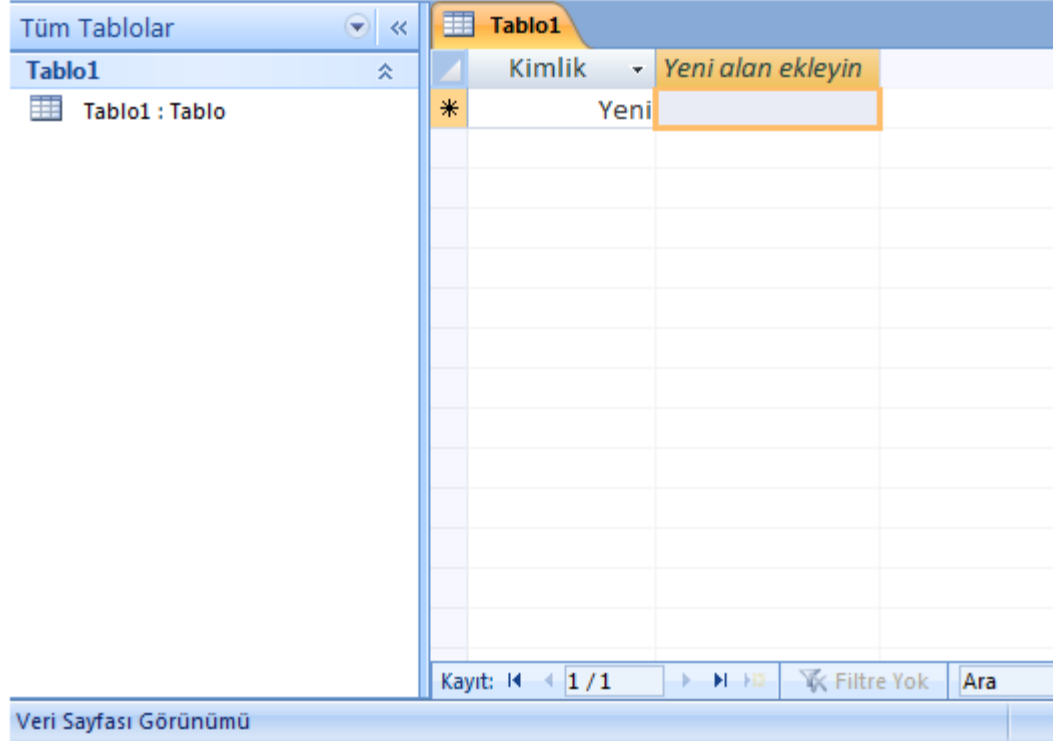 Tüm Tablolar
Tablo1
Tablo1 : Tablo
Tablo1
Kimlik Yeni alan ekleyin
Yeni
Kayıt: 1 / 1 Filtre Yok Ara
Veri Sayfası Görünümü